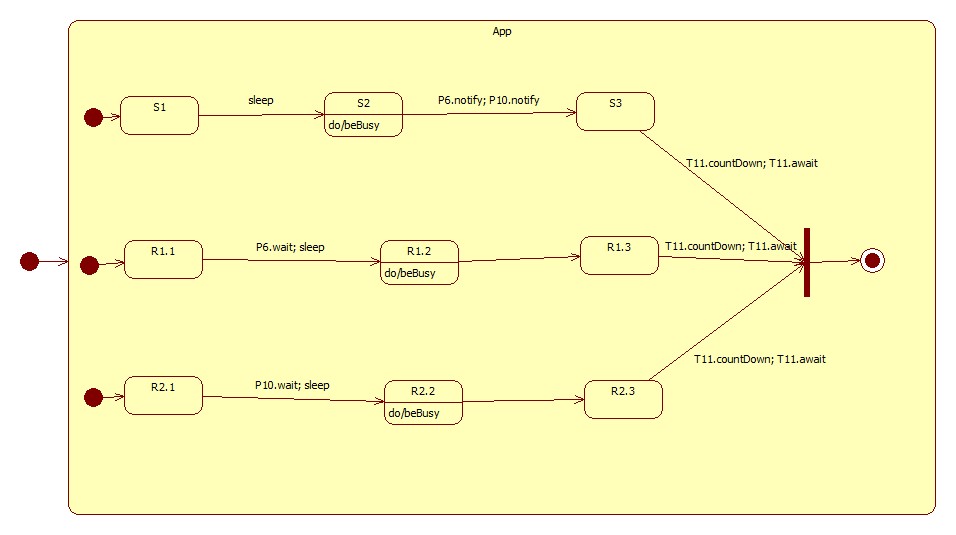 App
S1
sleep
S2
do/beBusy
P6.notify; P10.notify
S3
T11.countDown; T11.await
R1.1
P6.wait; sleep
R1.2
do/beBusy
R1.3
T11.countDown; T11.await
R2.1
P10.wait; sleep
R2.2
do/beBusy
R2.3
T11.countDown; T11.await